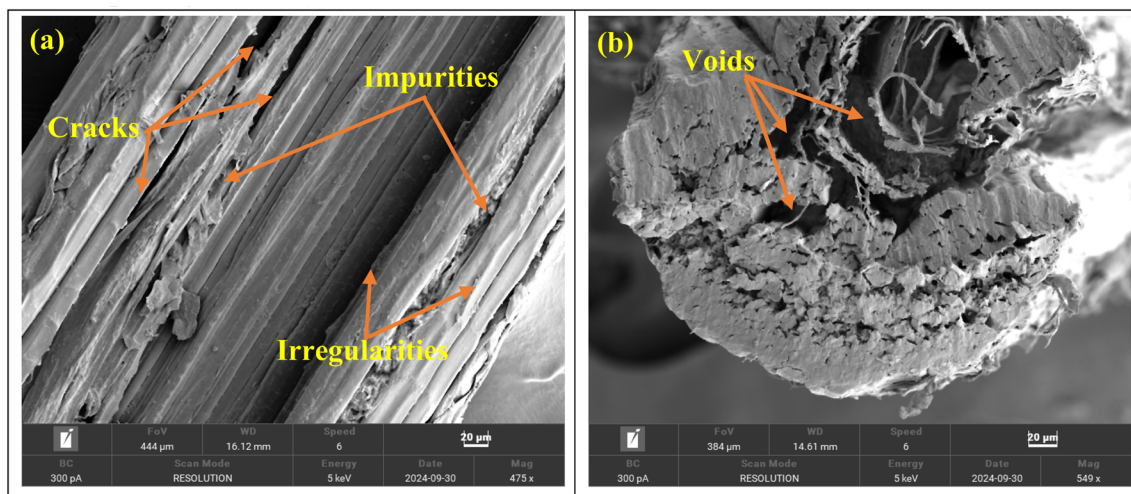 (a)
Impurities
Cracks
Irregularities
FoV WD Speed
444 µm 16.12 mm 6 20 µm
BC Scan Mode Energy Date Mag
300 pA RESOLUTION 5 keV 2024-09-30 475 x
(b)
Voids
FoV WD Speed
384 µm 14.61 mm 6 20 µm
BC Scan Mode Energy Date Mag
300 pA RESOLUTION 5 keV 2024-09-30 549 x